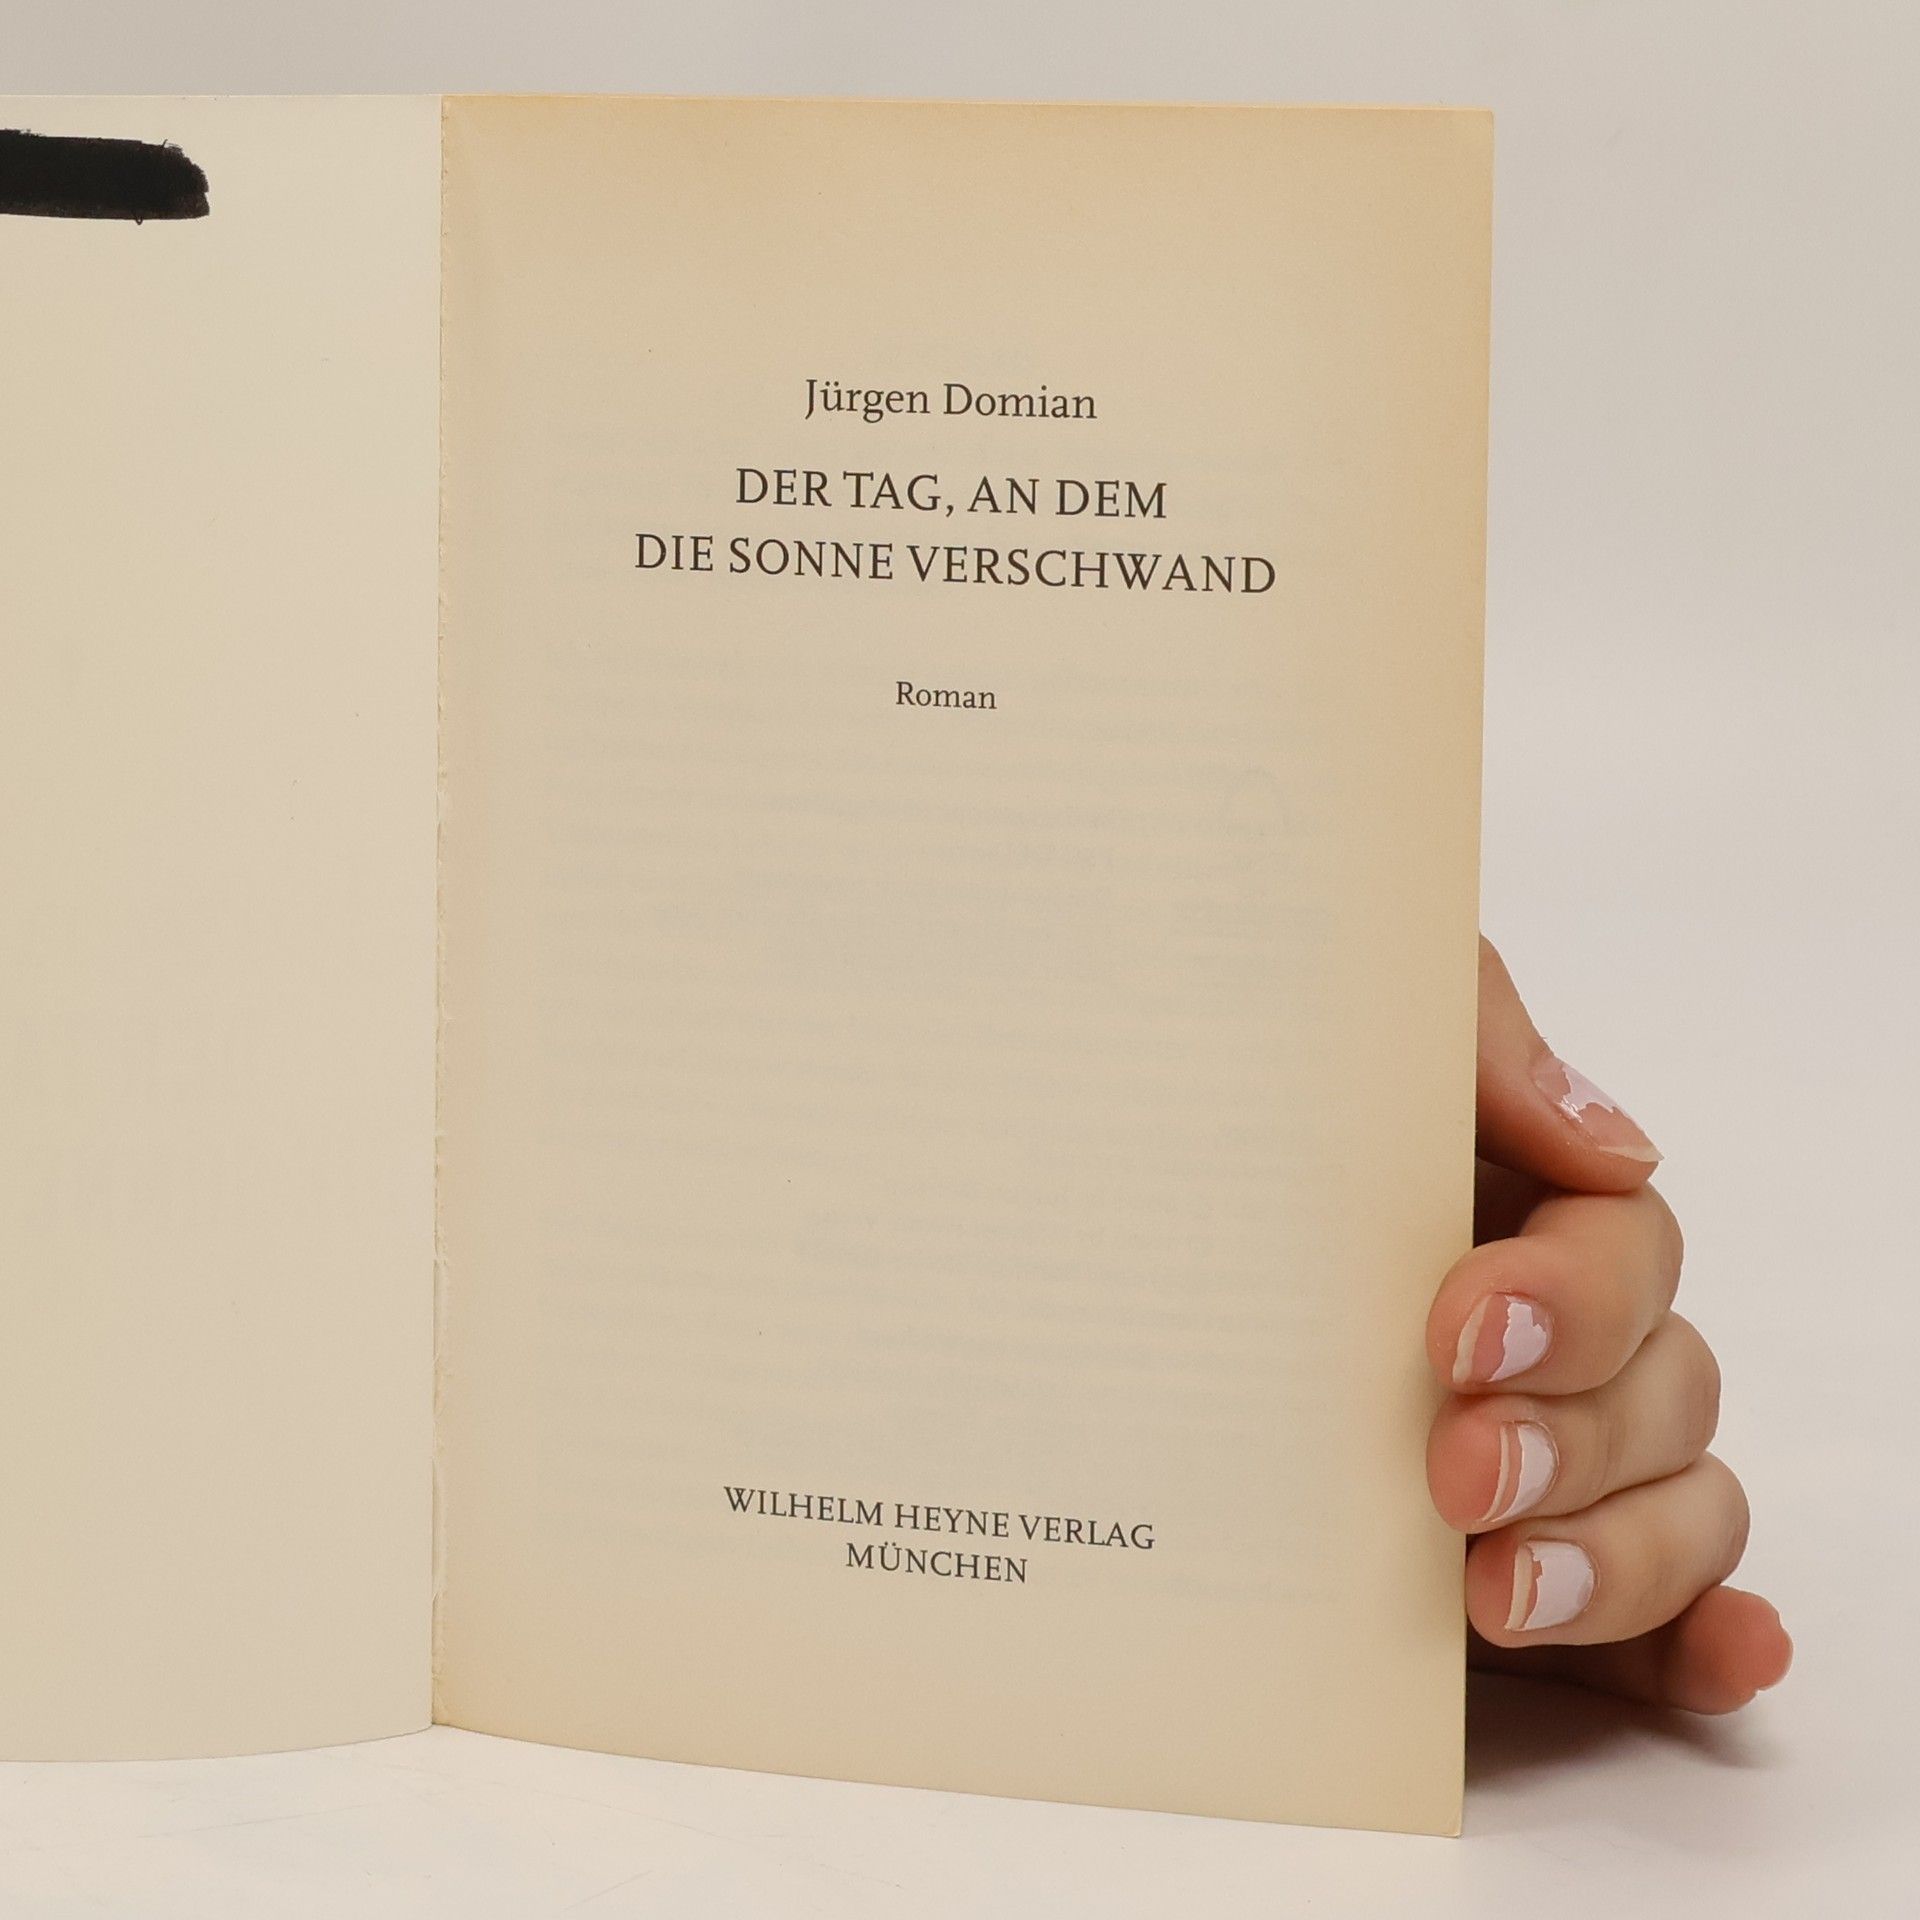 Jürgen Domian
DER TAG, AN DEM
DIE SONNE VERSCHWAND
Roman
WILHELM HEYNE VERLAG
MÜNCHEN